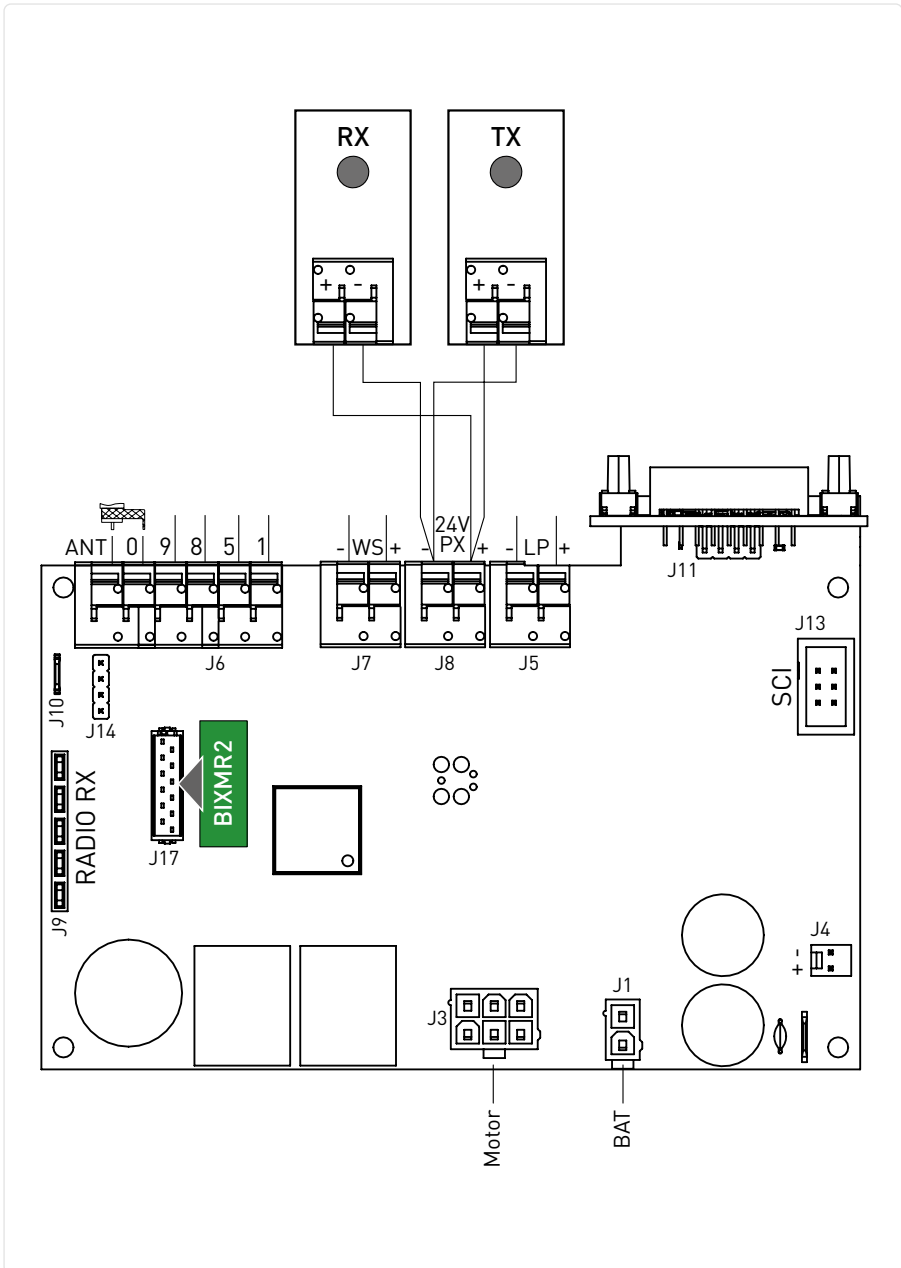 RX TX
+ - + -
24V
ANT 0 9 8 5 1 - WS + - PX + - LP +
J11
J6 J7 J8 J5
J13
SCI
J10
J14
BIXMR2
RADIO RX
J17
J9
J4
- +
J1
J3
Motor
BAT